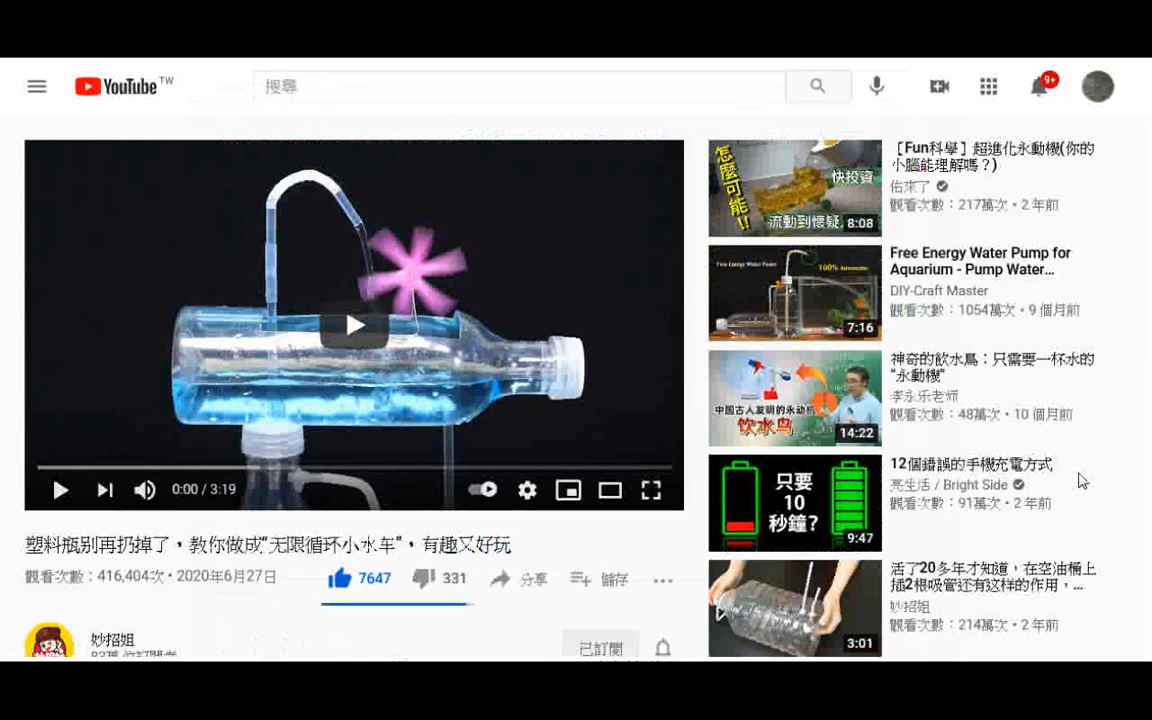 YouTube TW
搜尋
9+
0:00 / 3:19
塑料瓶别再扔掉了，教你做成“无限循环小水车”，有趣又好玩
觀看次數：416,404次 • 2020年6月27日
7647
331
分享
儲存
妙招姐
已訂閱
怎麼可能!!
快投資
流動到懷疑
8:08
【Fun科學】超進化永動機(你的
小腦能理解嗎？)
佑來了
觀看次數：217萬次 • 2 年前
Free Energy Water Power
100% Automatic
7:16
Free Energy Water Pump for
Aquarium - Pump Water...
DIY-Craft Master
觀看次數：1054萬次 • 9 個月前
中国古人发明的永动机
饮水鸟
14:22
神奇的飲水鳥：只需要一杯水的
“永動機”
李永乐老师
觀看次數：48萬次 • 10 個月前
只要
10
秒鐘?
9:47
12個錯誤的手機充電方式
亮生活 / Bright Side
觀看次數：91萬次 • 2 年前
3:01
活了20多年才知道，在空油桶上
插2根吸管还有这样的作用，...
妙招姐
觀看次數：214萬次 • 2 年前